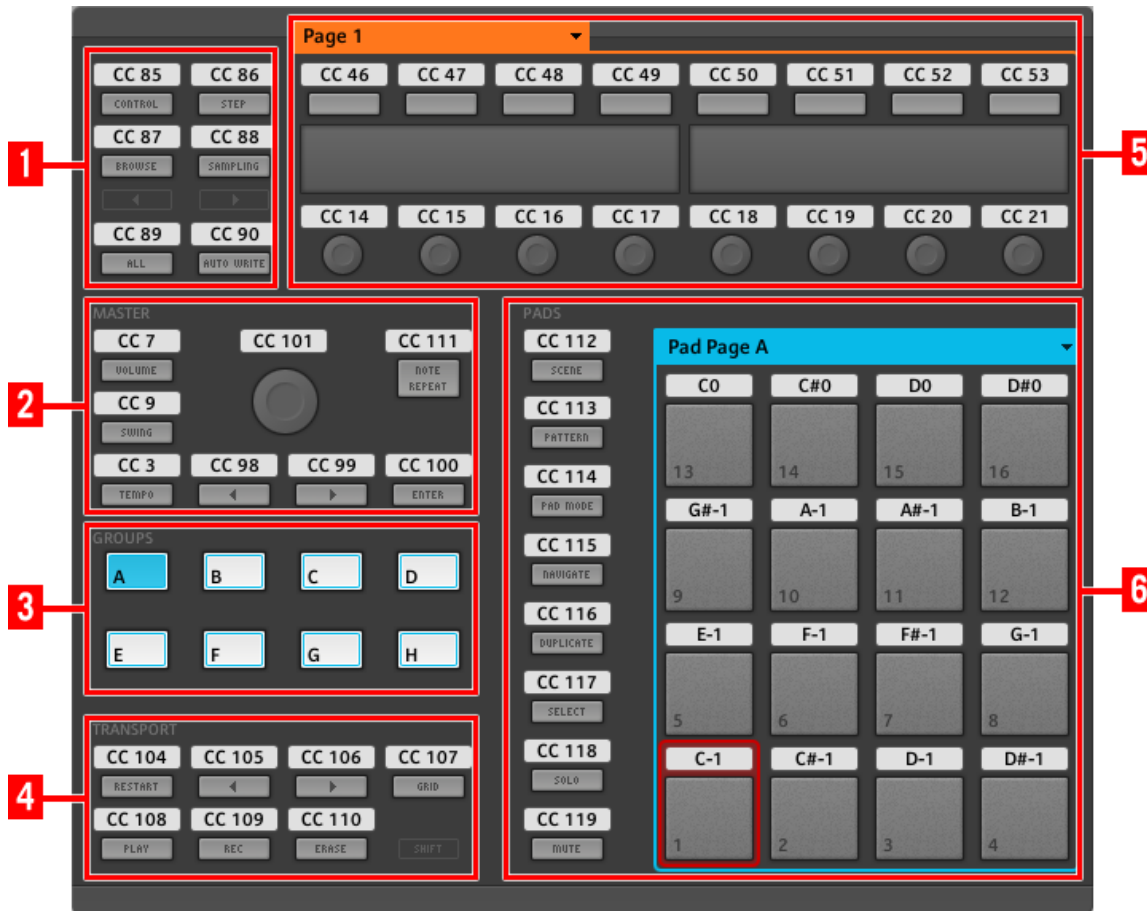 1
CC 85 CC 86
CONTROL STEP
CC 87 CC 88
BROWSE SAMPLING
CC 89 CC 90
ALL AUTO WRITE
Page 1
CC 46 CC 47 CC 48 CC 49 CC 50 CC 51 CC 52 CC 53
CC 14 CC 15 CC 16 CC 17 CC 18 CC 19 CC 20 CC 21
5
2
MASTER
CC 7 CC 101 CC 111
VOLUME NOTE
REPEAT
CC 9
SWING
CC 3 CC 98 CC 99 CC 100
TEMPO ENTER
3
GROUPS
A B C D
E F G H
4
TRANSPORT
CC 104 CC 105 CC 106 CC 107
RESTART GRID
CC 108 CC 109 CC 110
PLAY REC ERASE SHIFT
PADS
CC 112
SCENE
CC 113
PATTERN
CC 114
PAD MODE
CC 115
NAVIGATE
CC 116
DUPLICATE
CC 117
SELECT
CC 118
SOLO
CC 119
MUTE
Pad Page A
C0 C#0 D0 D#0
13 14 15 16
G#-1 A-1 A#-1 B-1
9 10 11 12
E-1 F-1 F#-1 G-1
5 6 7 8
C-1 C#-1 D-1 D#-1
1 2 3 4
6